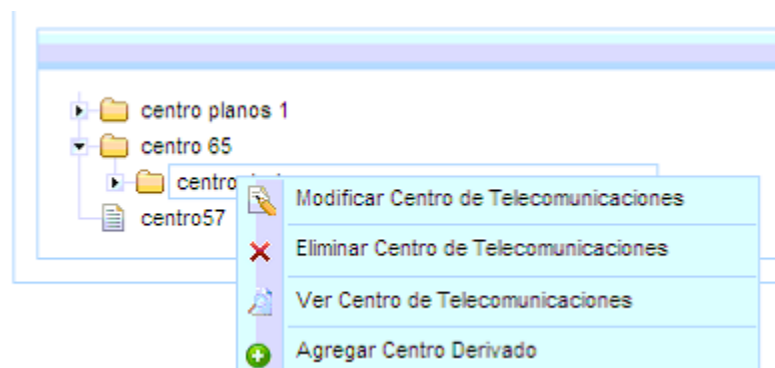 centro planos 1
centro 65
centro
centro57
Modificar Centro de Telecomunicaciones
Eliminar Centro de Telecomunicaciones
Ver Centro de Telecomunicaciones
Agregar Centro Derivado